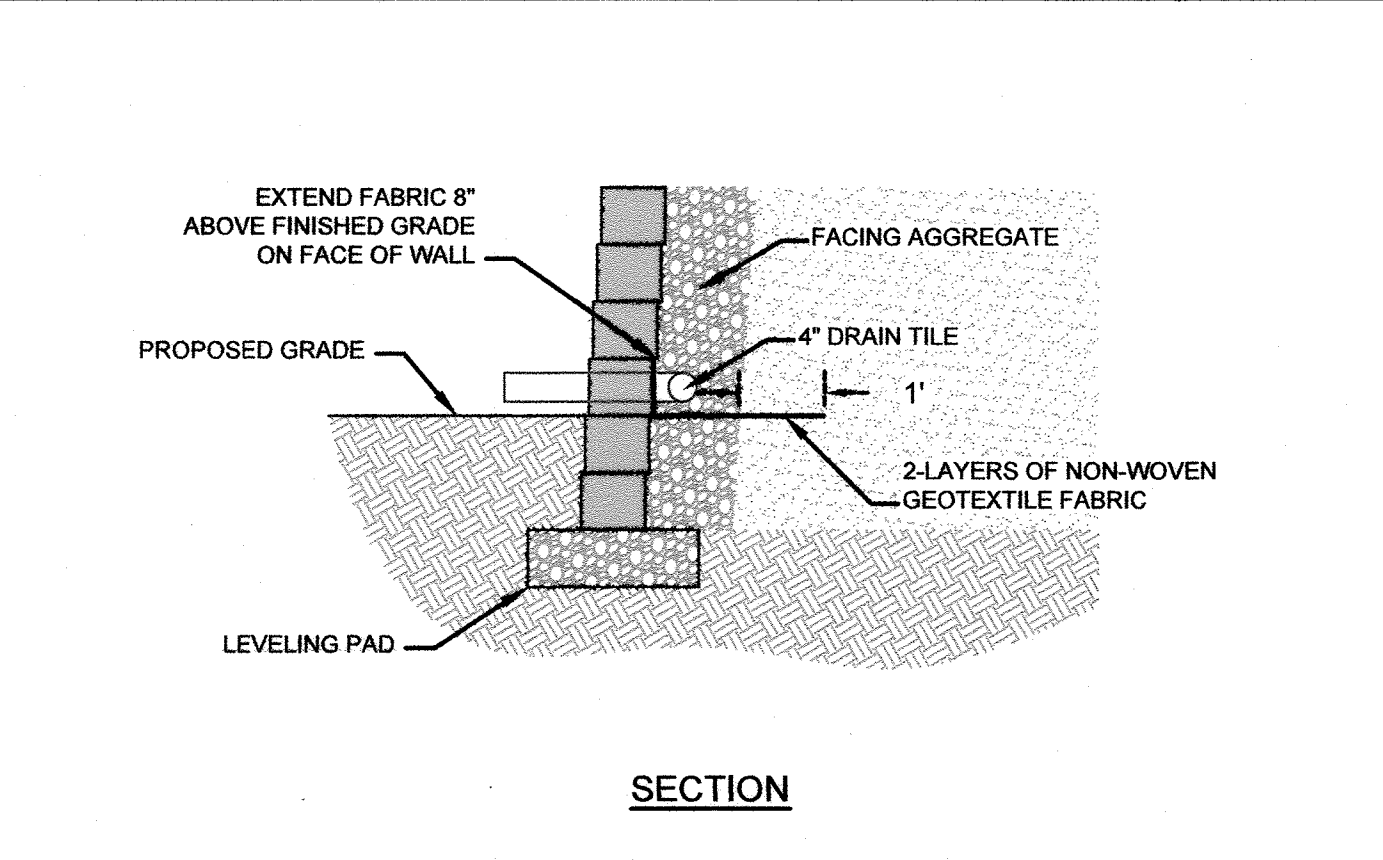 EXTEND FABRIC 8"
ABOVE FINISHED GRADE
ON FACE OF WALL
FACING AGGREGATE
4" DRAIN TILE
PROPOSED GRADE
1'
2-LAYERS OF NON-WOVEN
GEOTEXTILE FABRIC
LEVELING PAD
SECTION